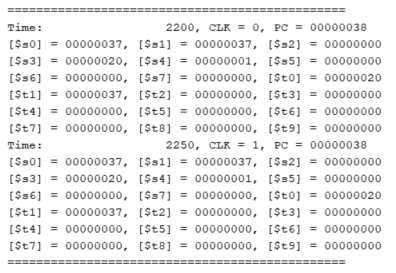 ===============================================
Time:                 2200, CLK = 0, PC = 00000038
[$s0] = 00000037, [$s1] = 00000037, [$s2] = 00000000
[$s3] = 00000020, [$s4] = 00000001, [$s5] = 00000000
[$s6] = 00000000, [$s7] = 00000000, [$t0] = 00000020
[$t1] = 00000037, [$t2] = 00000000, [$t3] = 00000000
[$t4] = 00000000, [$t5] = 00000000, [$t6] = 00000000
[$t7] = 00000000, [$t8] = 00000000, [$t9] = 00000000
Time:                 2250, CLK = 1, PC = 00000038
[$s0] = 00000037, [$s1] = 00000037, [$s2] = 00000000
[$s3] = 00000020, [$s4] = 00000001, [$s5] = 00000000
[$s6] = 00000000, [$s7] = 00000000, [$t0] = 00000020
[$t1] = 00000037, [$t2] = 00000000, [$t3] = 00000000
[$t4] = 00000000, [$t5] = 00000000, [$t6] = 00000000
[$t7] = 00000000, [$t8] = 00000000, [$t9] = 00000000
===============================================